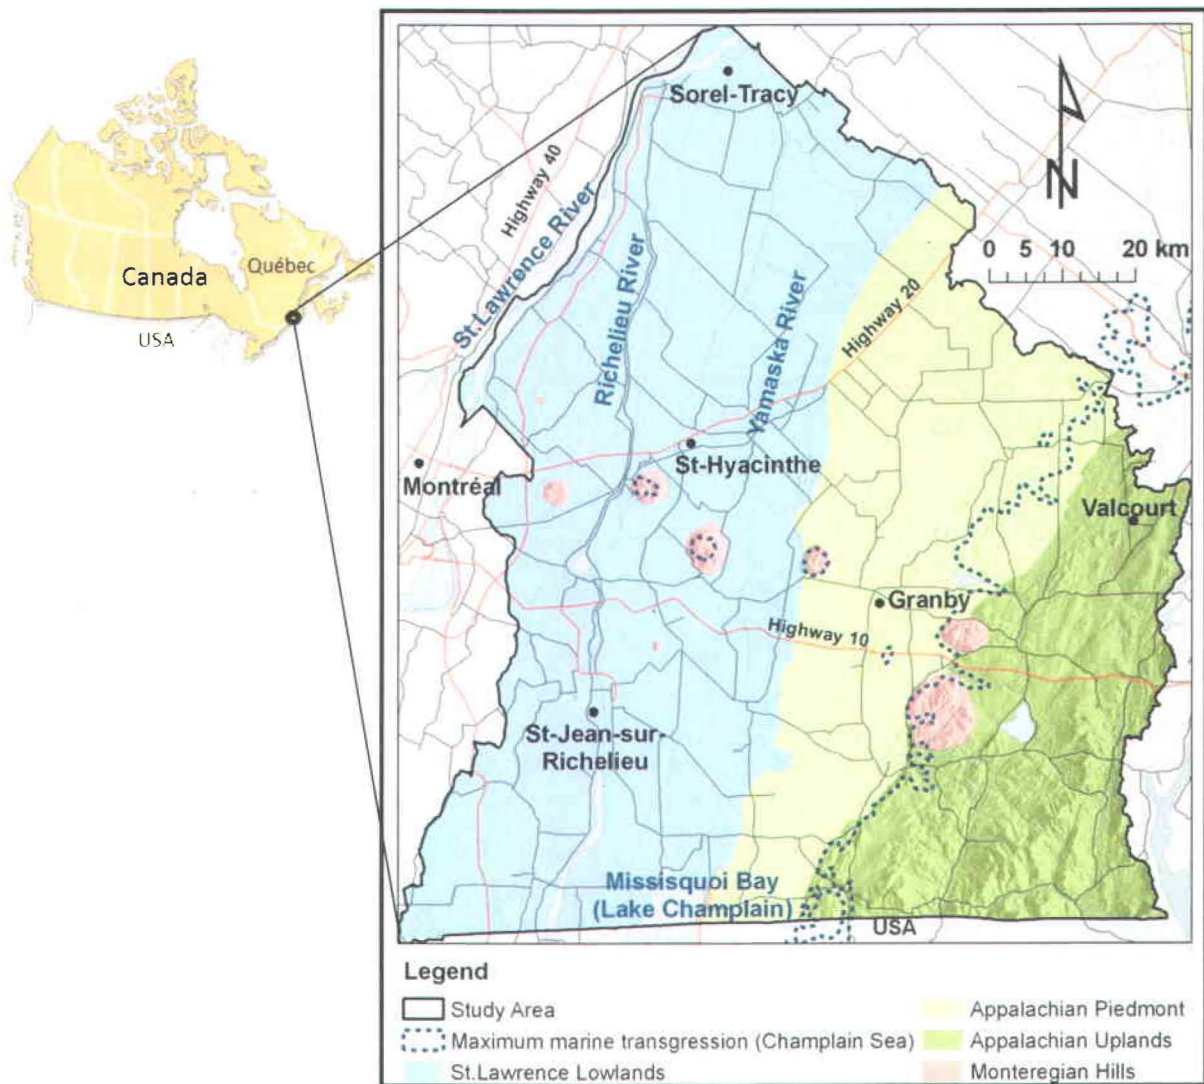 Canada
Québec
USA
Sorel-Tracy
Highway 40
St.Lawrence River
Richelieu River
Yamaska River
Highway 20
N
0 5 10 20 km
St-Hyacinthe
Montréal
Valcourt
Granby
Highway 10
St-Jean-sur-
Richelieu
Missisquoi Bay
(Lake Champlain)
USA
Legend
Study Area
Maximum marine transgression (Champlain Sea)
St.Lawrence Lowlands
Appalachian Piedmont
Appalachian Uplands
Monteregian Hills